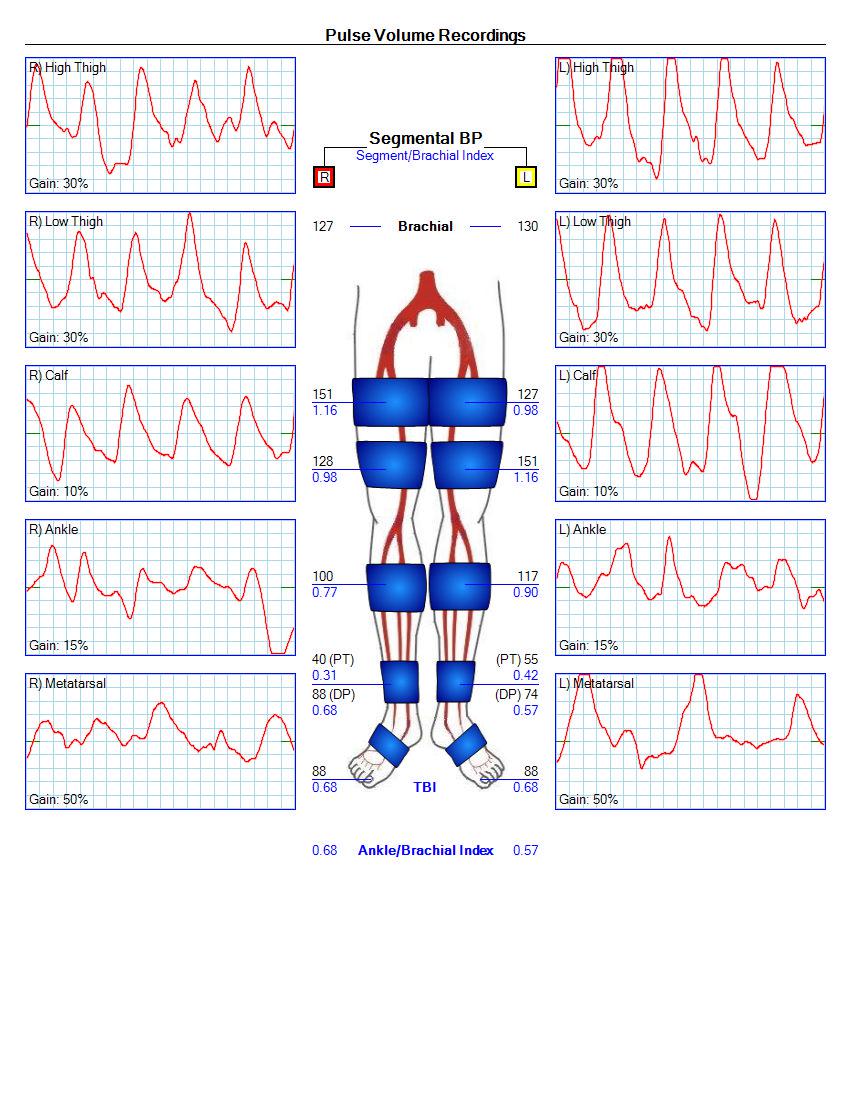 Pulse Volume Recordings
R) High Thigh
Gain: 30%
R) Low Thigh
Gain: 30%
R) Calf
Gain: 10%
R) Ankle
Gain: 15%
R) Metatarsal
Gain: 50%
Segmental BP
Segment/Brachial Index
R L
127 Brachial 130
151 127
1.16 0.98
128 151
0.98 1.16
100 117
0.77 0.90
40 (PT) (PT) 55
0.31 0.42
88 (DP) (DP) 74
0.68 0.57
88 88
0.68 TBI 0.68
0.68 Ankle/Brachial Index 0.57
L) High Thigh
Gain: 30%
L) Low Thigh
Gain: 30%
L) Calf
Gain: 10%
L) Ankle
Gain: 15%
L) Metatarsal
Gain: 50%